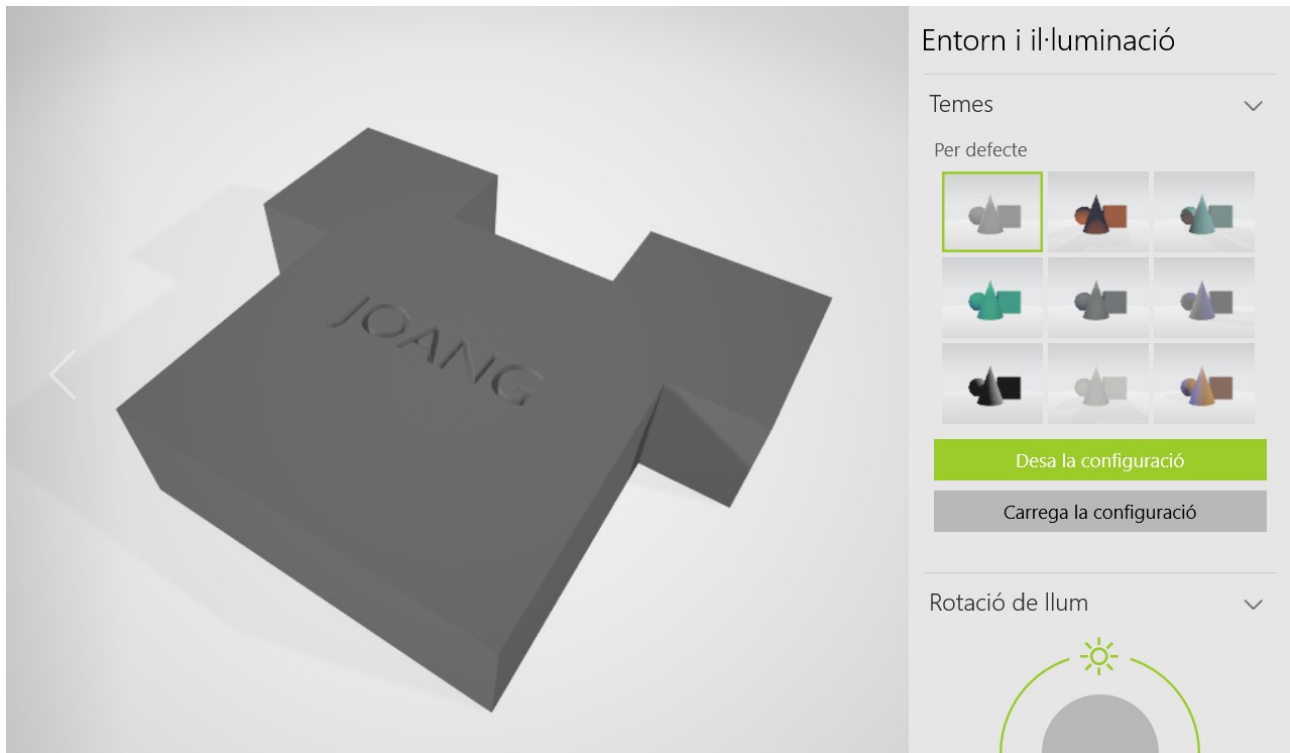 JOANG
Entorn i il·luminació
Temes
Per defecte
Desa la configuració
Carrega la configuració
Rotació de llum